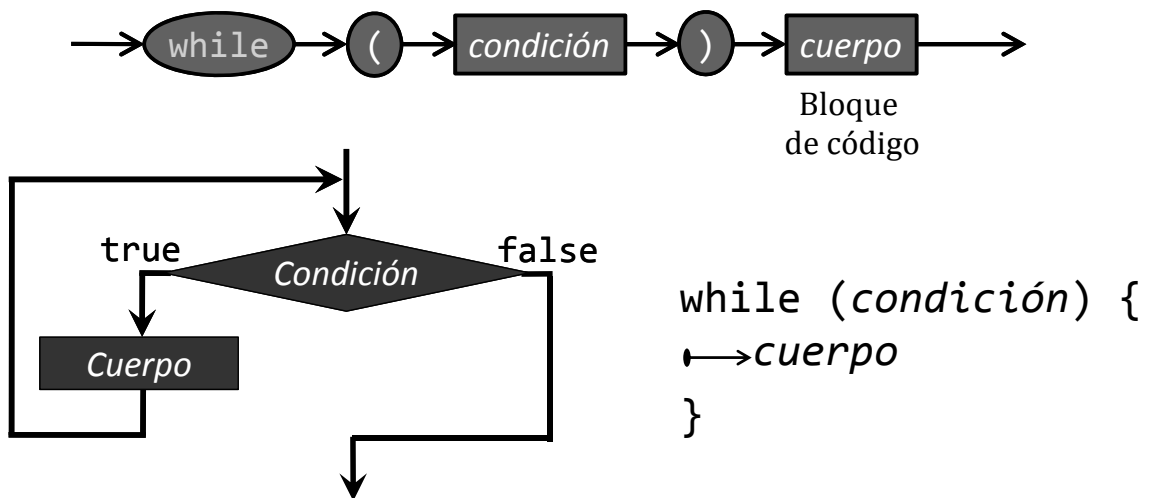 while ( condición ) cuerpo
Bloque
de código
true false
Condición
Cuerpo
while (condición) {
cuerpo
}